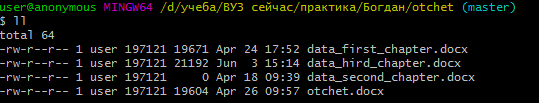 user@anonymous MINGW64 /d/учеба/ВУЗ сейчас/практика/Богдан/otchet (master)
$ ll
total 64
-rw-r--r-- 1 user 197121 19671 Apr 24 17:52 data_first_chapter.docx
-rw-r--r-- 1 user 197121 21192 Jun  3 15:14 data_hird_chapter.docx
-rw-r--r-- 1 user 197121     0 Apr 18 09:39 data_second_chapter.docx
-rw-r--r-- 1 user 197121 19604 Apr 26 09:57 otchet.docx